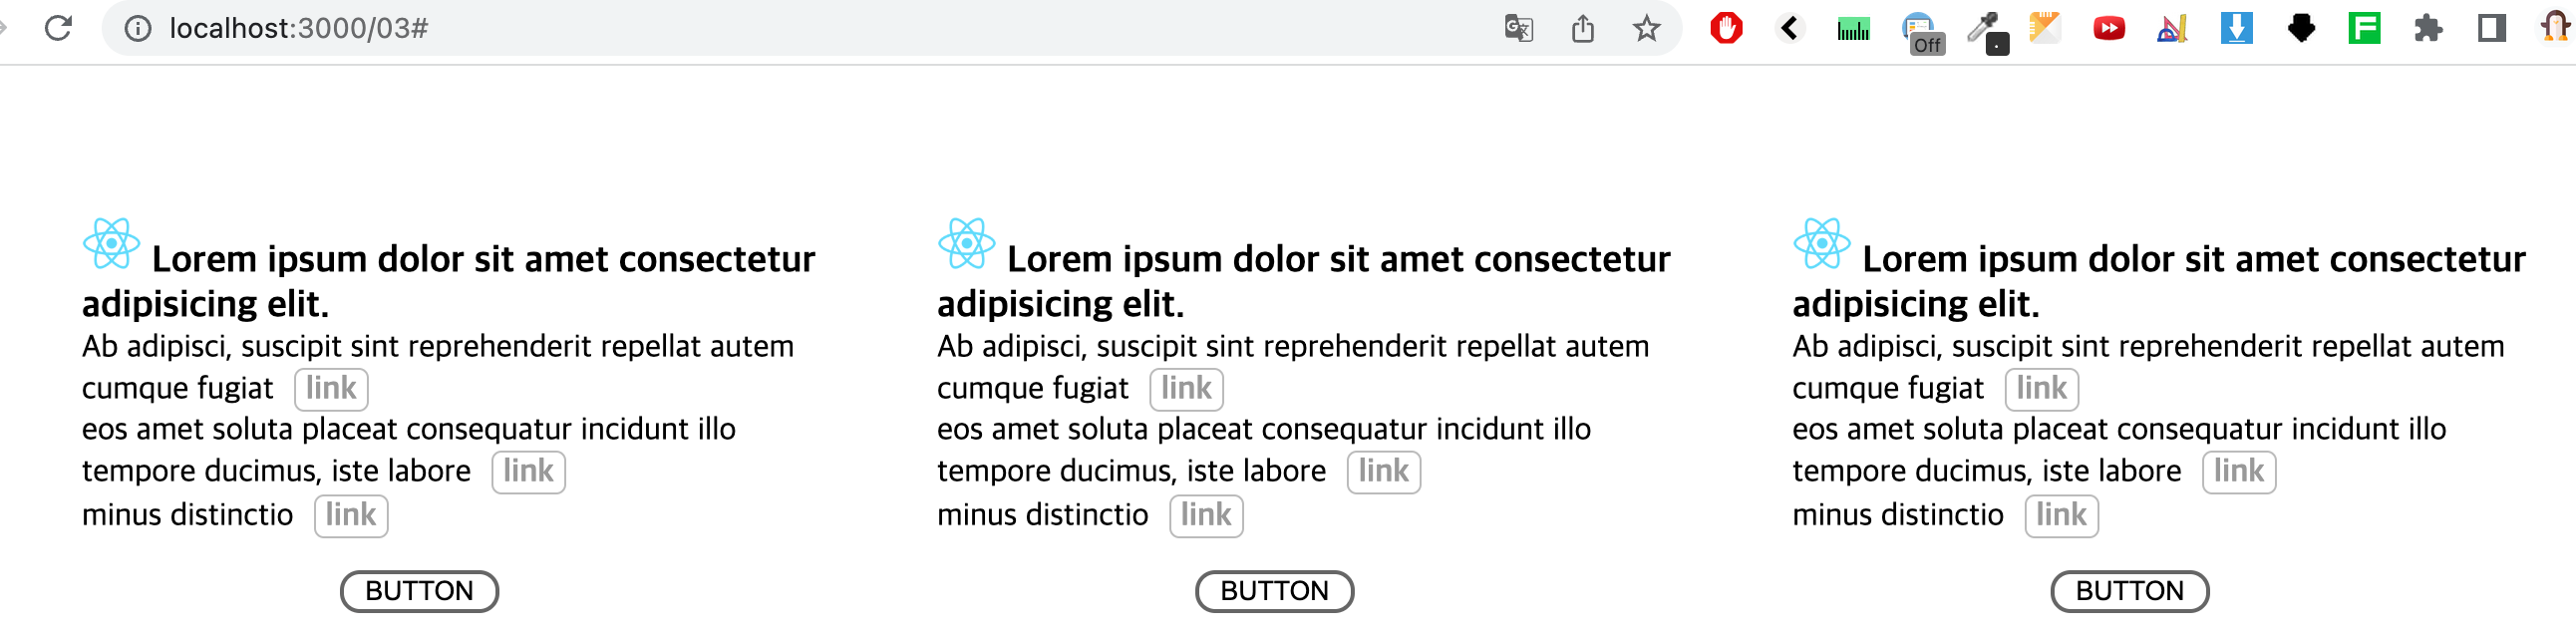 localhost:3000/03#
Off
Lorem ipsum dolor sit amet consectetur
adipisicing elit.
Ab adipisci, suscipit sint reprehenderit repellat autem
cumque fugiat link
eos amet soluta placeat consequatur incidunt illo
tempore ducimus, iste labore link
minus distinctio link
BUTTON
Lorem ipsum dolor sit amet consectetur
adipisicing elit.
Ab adipisci, suscipit sint reprehenderit repellat autem
cumque fugiat link
eos amet soluta placeat consequatur incidunt illo
tempore ducimus, iste labore link
minus distinctio link
BUTTON
Lorem ipsum dolor sit amet consectetur
adipisicing elit.
Ab adipisci, suscipit sint reprehenderit repellat autem
cumque fugiat link
eos amet soluta placeat consequatur incidunt illo
tempore ducimus, iste labore link
minus distinctio link
BUTTON